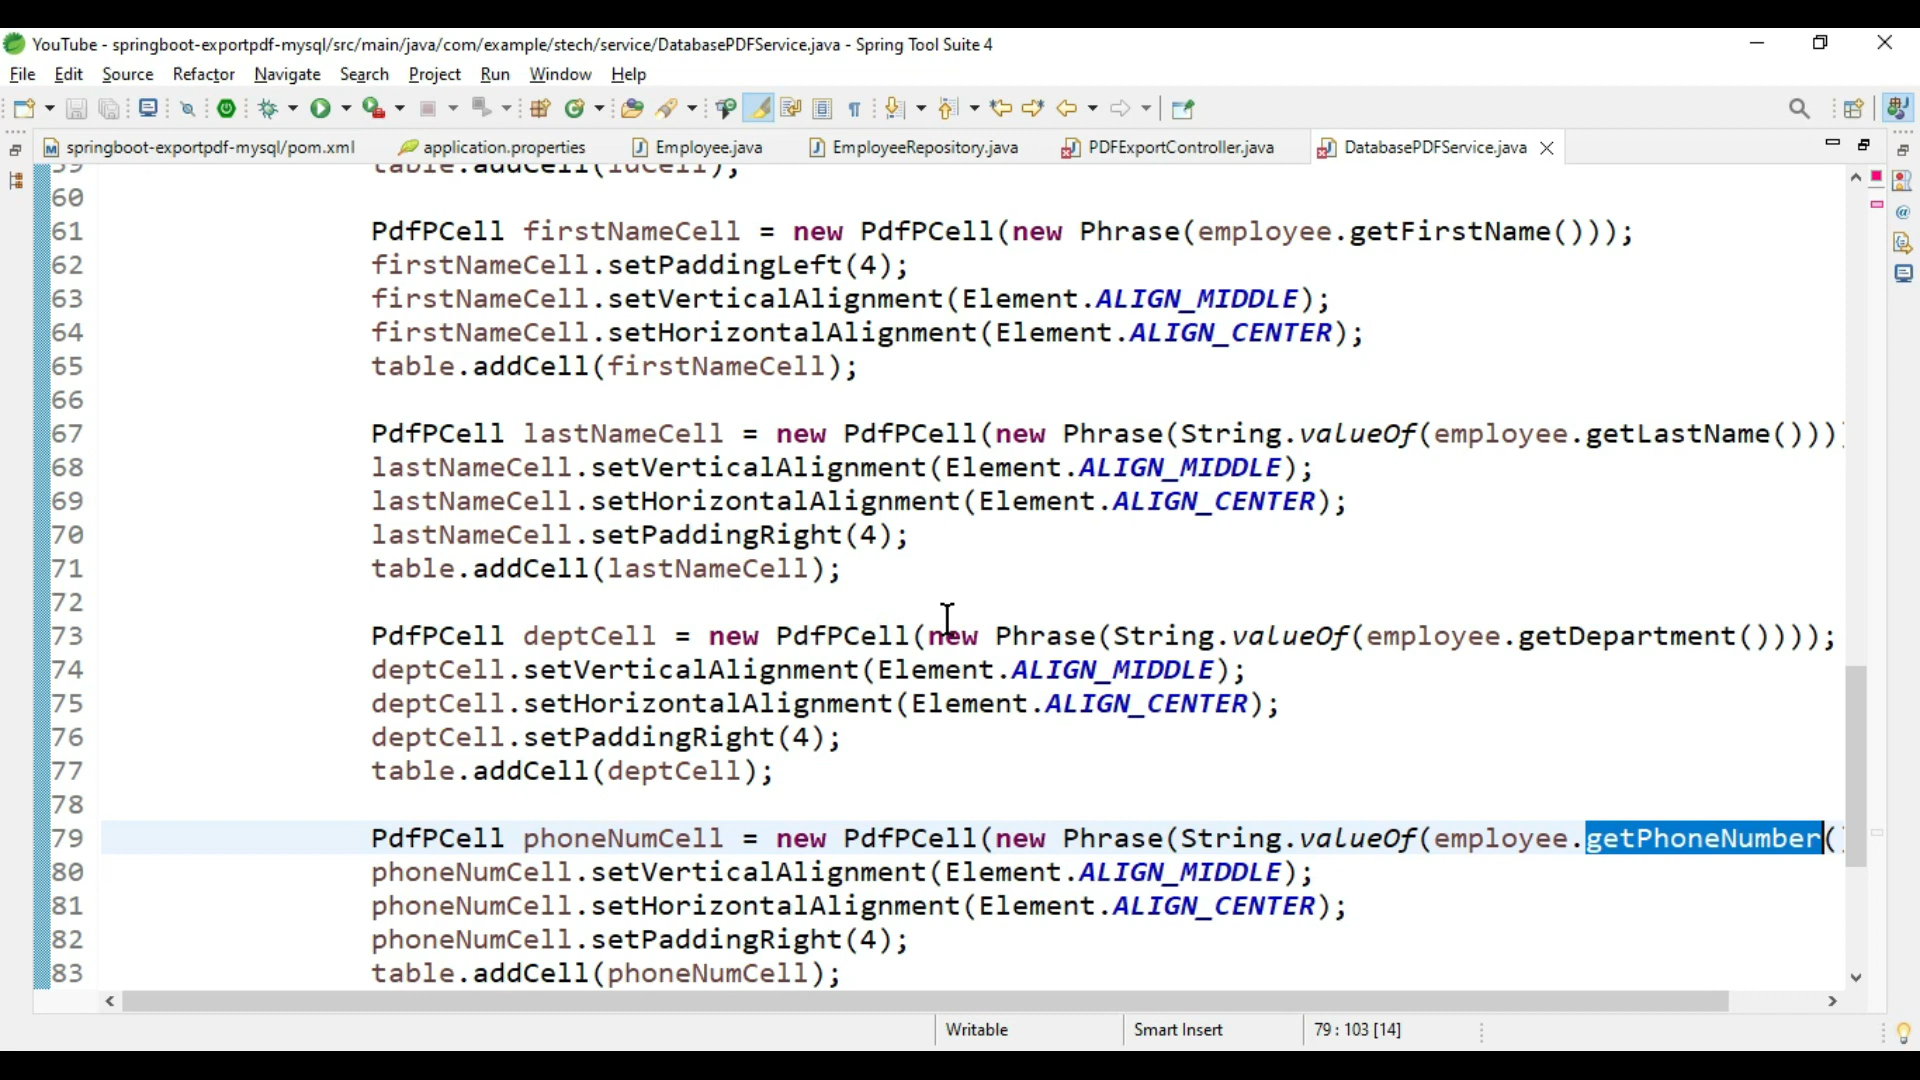 YouTube - springboot-exportpdf-mysql/src/main/java/com/example/stech/service/DatabasePDFService.java - Spring Tool Suite 4
File Edit Source Refactor Navigate Search Project Run Window Help
springboot-exportpdf-mysql/pom.xml application.properties Employee.java EmployeeRepository.java PDFExportController.java DatabasePDFService.java
59 table.addCell(idCell);
60
61 PdfPCell firstNameCell = new PdfPCell(new Phrase(employee.getFirstName()));
62 firstNameCell.setPaddingLeft(4);
63 firstNameCell.setVerticalAlignment(Element.ALIGN_MIDDLE);
64 firstNameCell.setHorizontalAlignment(Element.ALIGN_CENTER);
65 table.addCell(firstNameCell);
66
67 PdfPCell lastNameCell = new PdfPCell(new Phrase(String.valueOf(employee.getLastName()))
68 lastNameCell.setVerticalAlignment(Element.ALIGN_MIDDLE);
69 lastNameCell.setHorizontalAlignment(Element.ALIGN_CENTER);
70 lastNameCell.setPaddingRight(4);
71 table.addCell(lastNameCell);
72
73 PdfPCell deptCell = new PdfPCell(new Phrase(String.valueOf(employee.getDepartment())));
74 deptCell.setVerticalAlignment(Element.ALIGN_MIDDLE);
75 deptCell.setHorizontalAlignment(Element.ALIGN_CENTER);
76 deptCell.setPaddingRight(4);
77 table.addCell(deptCell);
78
79 PdfPCell phoneNumCell = new PdfPCell(new Phrase(String.valueOf(employee.getPhoneNumber(
80 phoneNumCell.setVerticalAlignment(Element.ALIGN_MIDDLE);
81 phoneNumCell.setHorizontalAlignment(Element.ALIGN_CENTER);
82 phoneNumCell.setPaddingRight(4);
83 table.addCell(phoneNumCell);
Writable Smart Insert 79 : 103 [14]